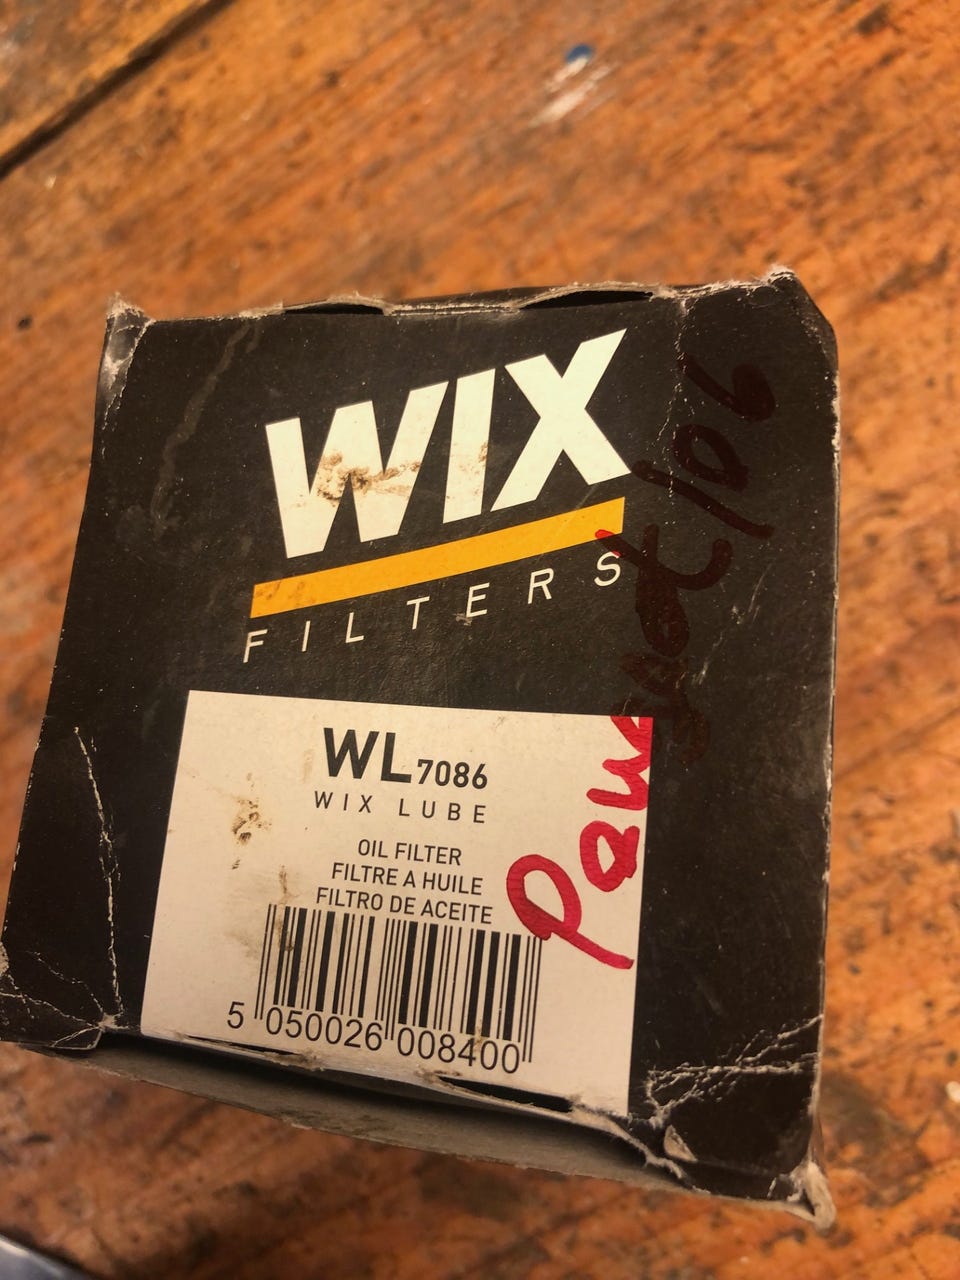 WIX
FILTERS
WL7086
WIX LUBE
OIL FILTER
FILTRE A HUILE
FILTRO DE ACEITE
5 050026 008400